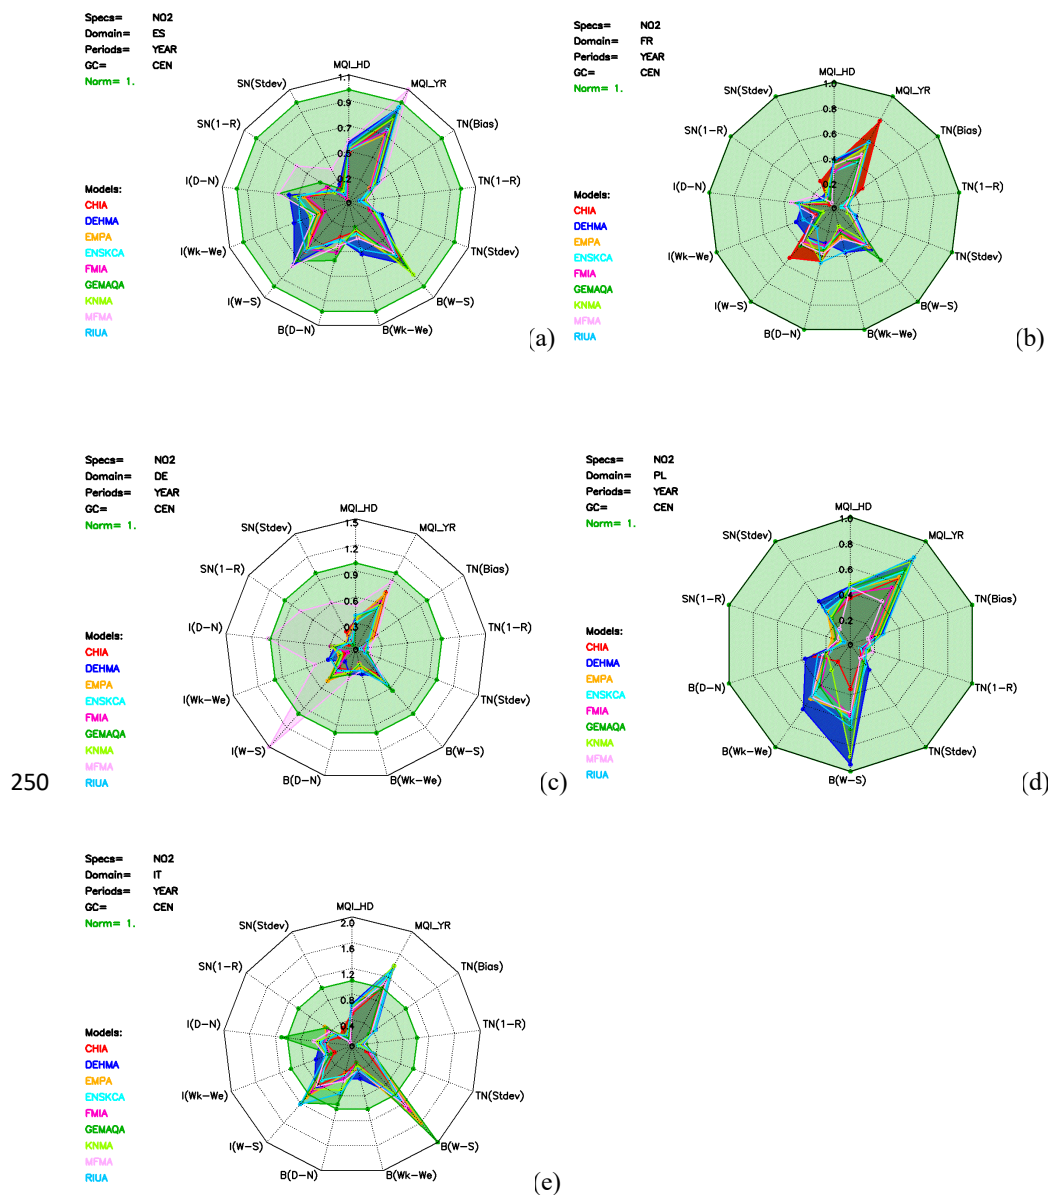 Specs= NO2
Domain= ES
Periods= YEAR
GC= CEN
Norm= 1.
Models:
CHIA
DEHMA
EMPA
ENSKCA
FMIA
GEMAQA
KNMA
MFMA
RIUA
MQI_HD
MQI_YR
TN(Bias)
TN(1-R)
TN(Stdev)
B(W-S)
B(Wk-We)
B(D-N)
I(W-S)
I(Wk-We)
I(D-N)
SN(1-R)
SN(Stdev)
1.1
0.9
0.7
0.5
0.2
(a)
Specs= NO2
Domain= FR
Periods= YEAR
GC= CEN
Norm= 1.
Models:
CHIA
DEHMA
EMPA
ENSKCA
FMIA
GEMAQA
KNMA
MFMA
RIUA
MQI_HD
MQI_YR
TN(Bias)
TN(1-R)
TN(Stdev)
B(W-S)
B(Wk-We)
B(D-N)
I(W-S)
I(Wk-We)
I(D-N)
SN(1-R)
SN(Stdev)
1.0
0.8
0.6
0.4
0.2
(b)
Specs= NO2
Domain= DE
Periods= YEAR
GC= CEN
Norm= 1.
Models:
CHIA
DEHMA
EMPA
ENSKCA
FMIA
GEMAQA
KNMA
MFMA
RIUA
MQI_HD
MQI_YR
TN(Bias)
TN(1-R)
TN(Stdev)
B(W-S)
B(Wk-We)
B(D-N)
I(W-S)
I(Wk-We)
I(D-N)
SN(1-R)
SN(Stdev)
1.5
1.2
0.9
0.6
0.3
250
(c)
Specs= NO2
Domain= PL
Periods= YEAR
GC= CEN
Norm= 1.
Models:
CHIA
DEHMA
EMPA
ENSKCA
FMIA
GEMAQA
KNMA
MFMA
RIUA
MQI_HD
MQI_YR
TN(Bias)
TN(1-R)
TN(Stdev)
B(W-S)
B(Wk-We)
B(D-N)
SN(1-R)
SN(Stdev)
1.0
0.8
0.6
0.4
0.2
(d)
Specs= NO2
Domain= IT
Periods= YEAR
GC= CEN
Norm= 1.
Models:
CHIA
DEHMA
EMPA
ENSKCA
FMIA
GEMAQA
KNMA
MFMA
RIUA
MQI_HD
MQI_YR
TN(Bias)
TN(1-R)
TN(Stdev)
B(W-S)
B(Wk-We)
B(D-N)
I(W-S)
I(Wk-We)
I(D-N)
SN(1-R)
SN(Stdev)
2.0
1.6
1.2
0.8
0.4
(e)